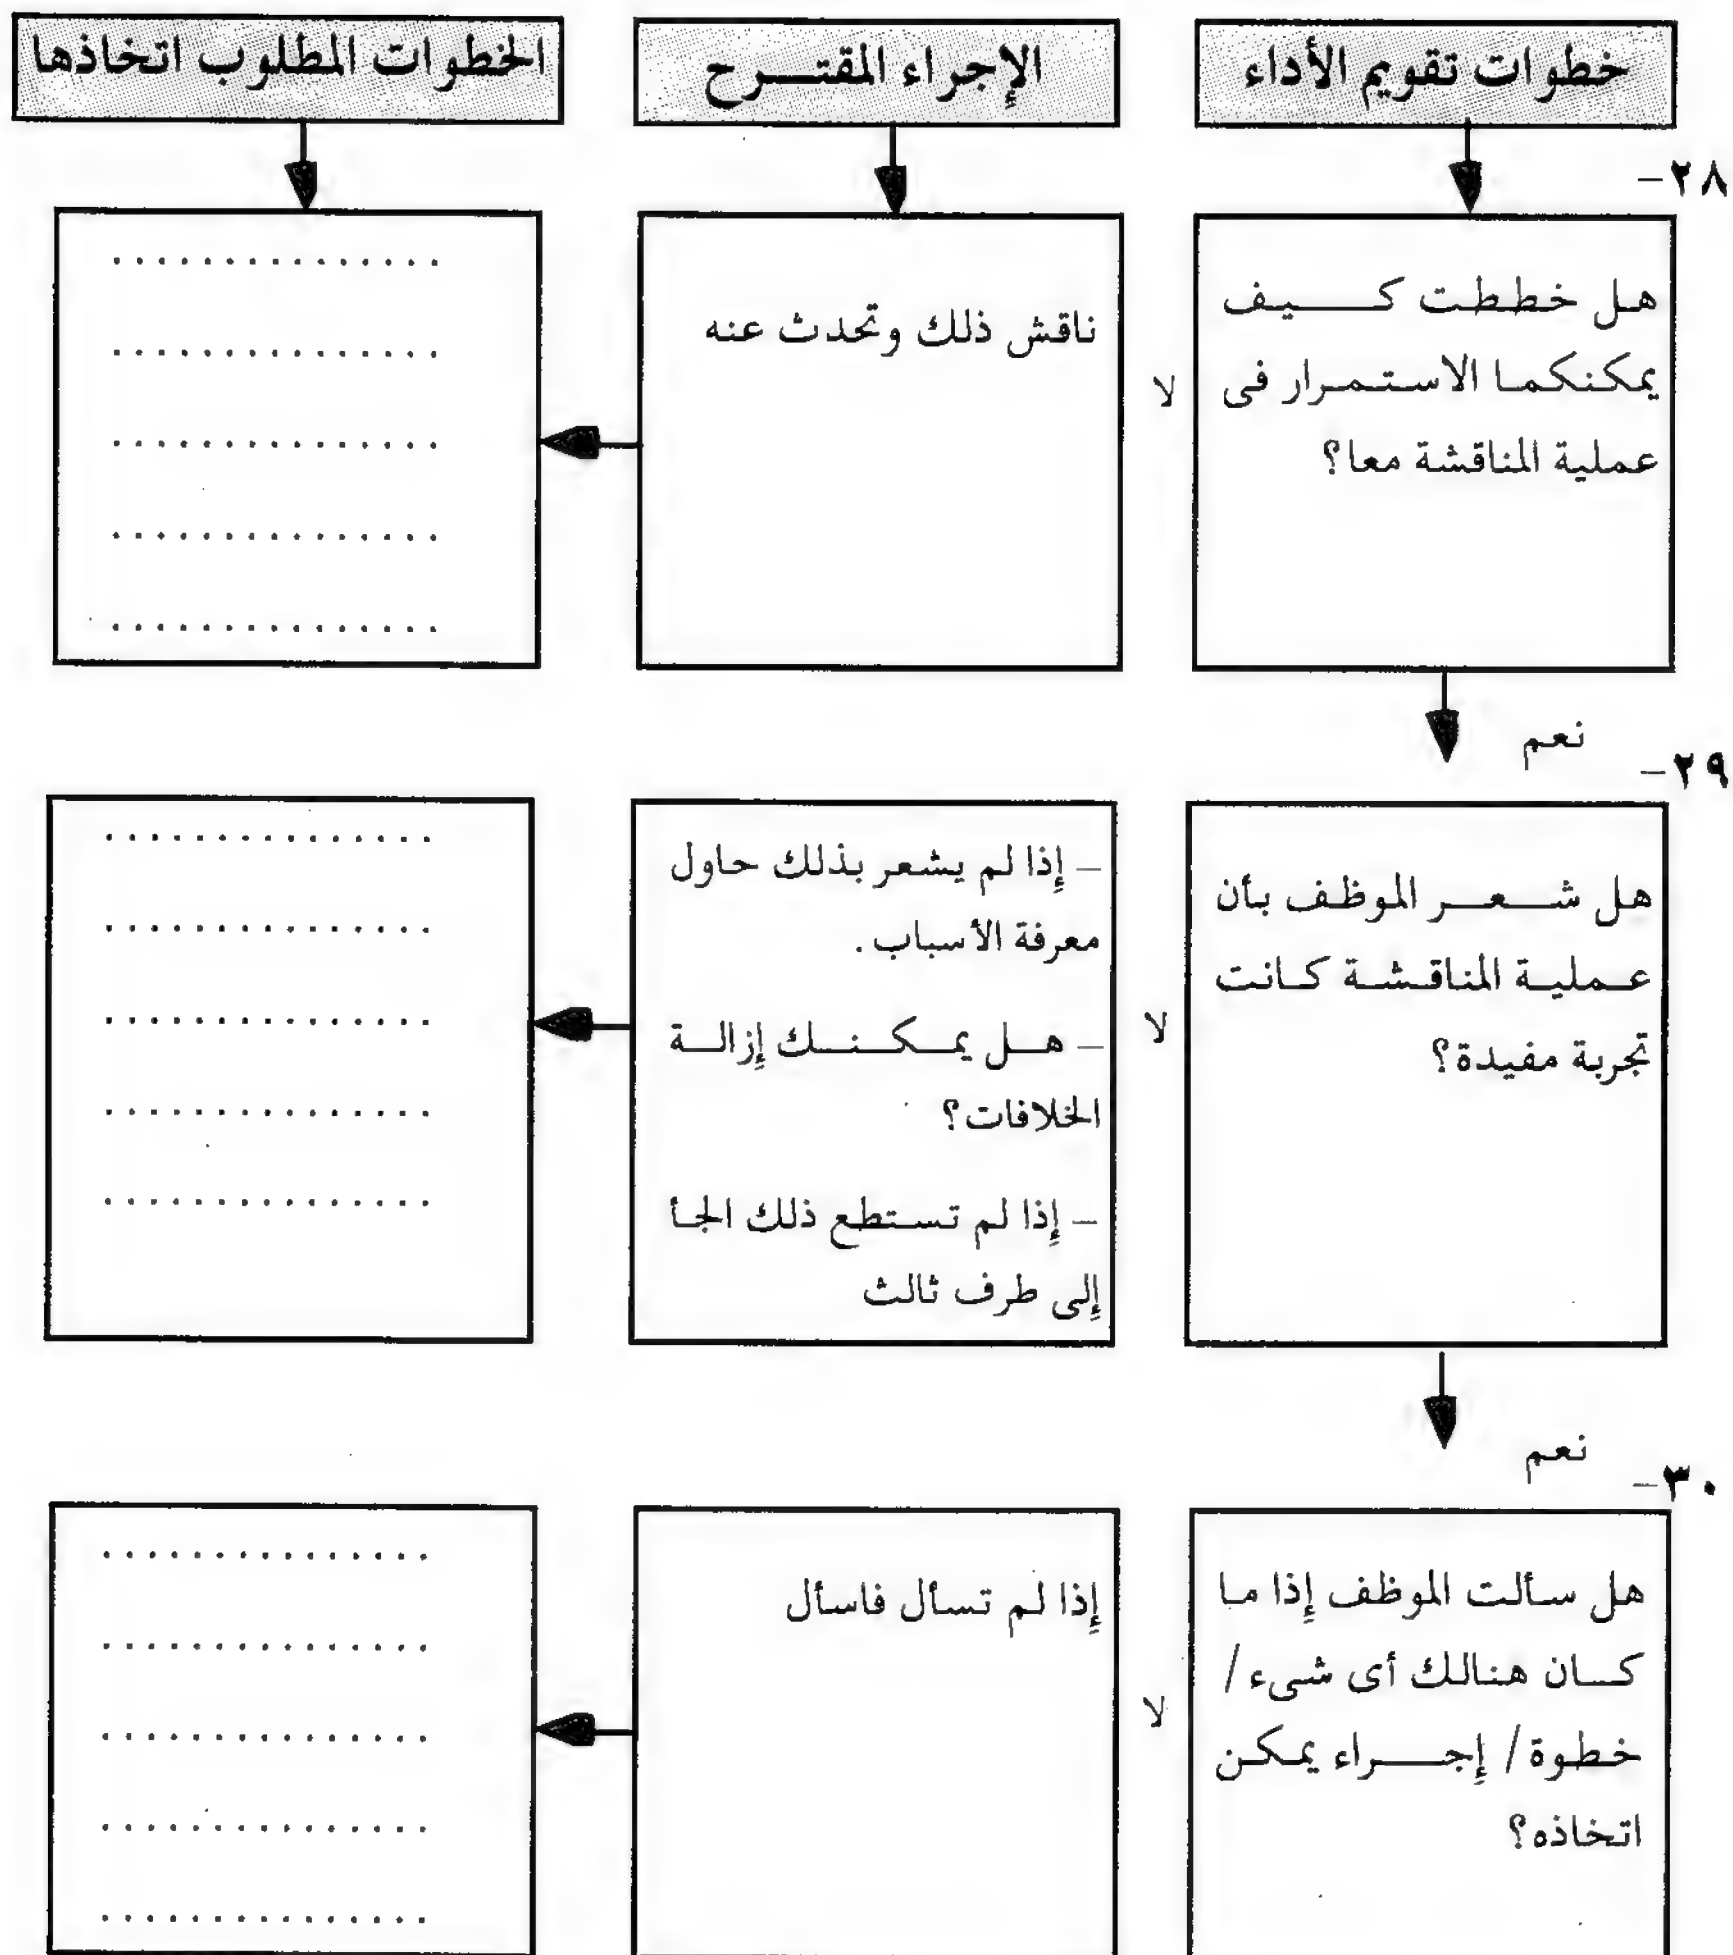 خطوات تقويم الأداء
الإجراء المقترح
الخطوات المطلوب اتخاذها
٢٨-
هل خططت كيف
يمكنكما الاستمرار فى
عملية المناقشة معا؟
لا
ناقش ذلك وتحدث عنه
...............
...............
...............
...............
...............
نعم
٢٩-
هل شعر الموظف بأن
عملية المناقشة كانت
تجربة مفيدة؟
لا
– إذا لم يشعر بذلك حاول
معرفة الأسباب.
– هل يمكنك إزالة
الخلافات؟
– إذا لم تستطع ذلك الجأ
إلى طرف ثالث
...............
...............
...............
...............
...............
نعم
٣٠-
هل سألت الموظف إذا ما
كان هنالك أى شىء /
خطوة / إجراء يمكن
اتخاذه؟
لا
إذا لم تسأل فاسأل
...............
...............
...............
...............
...............